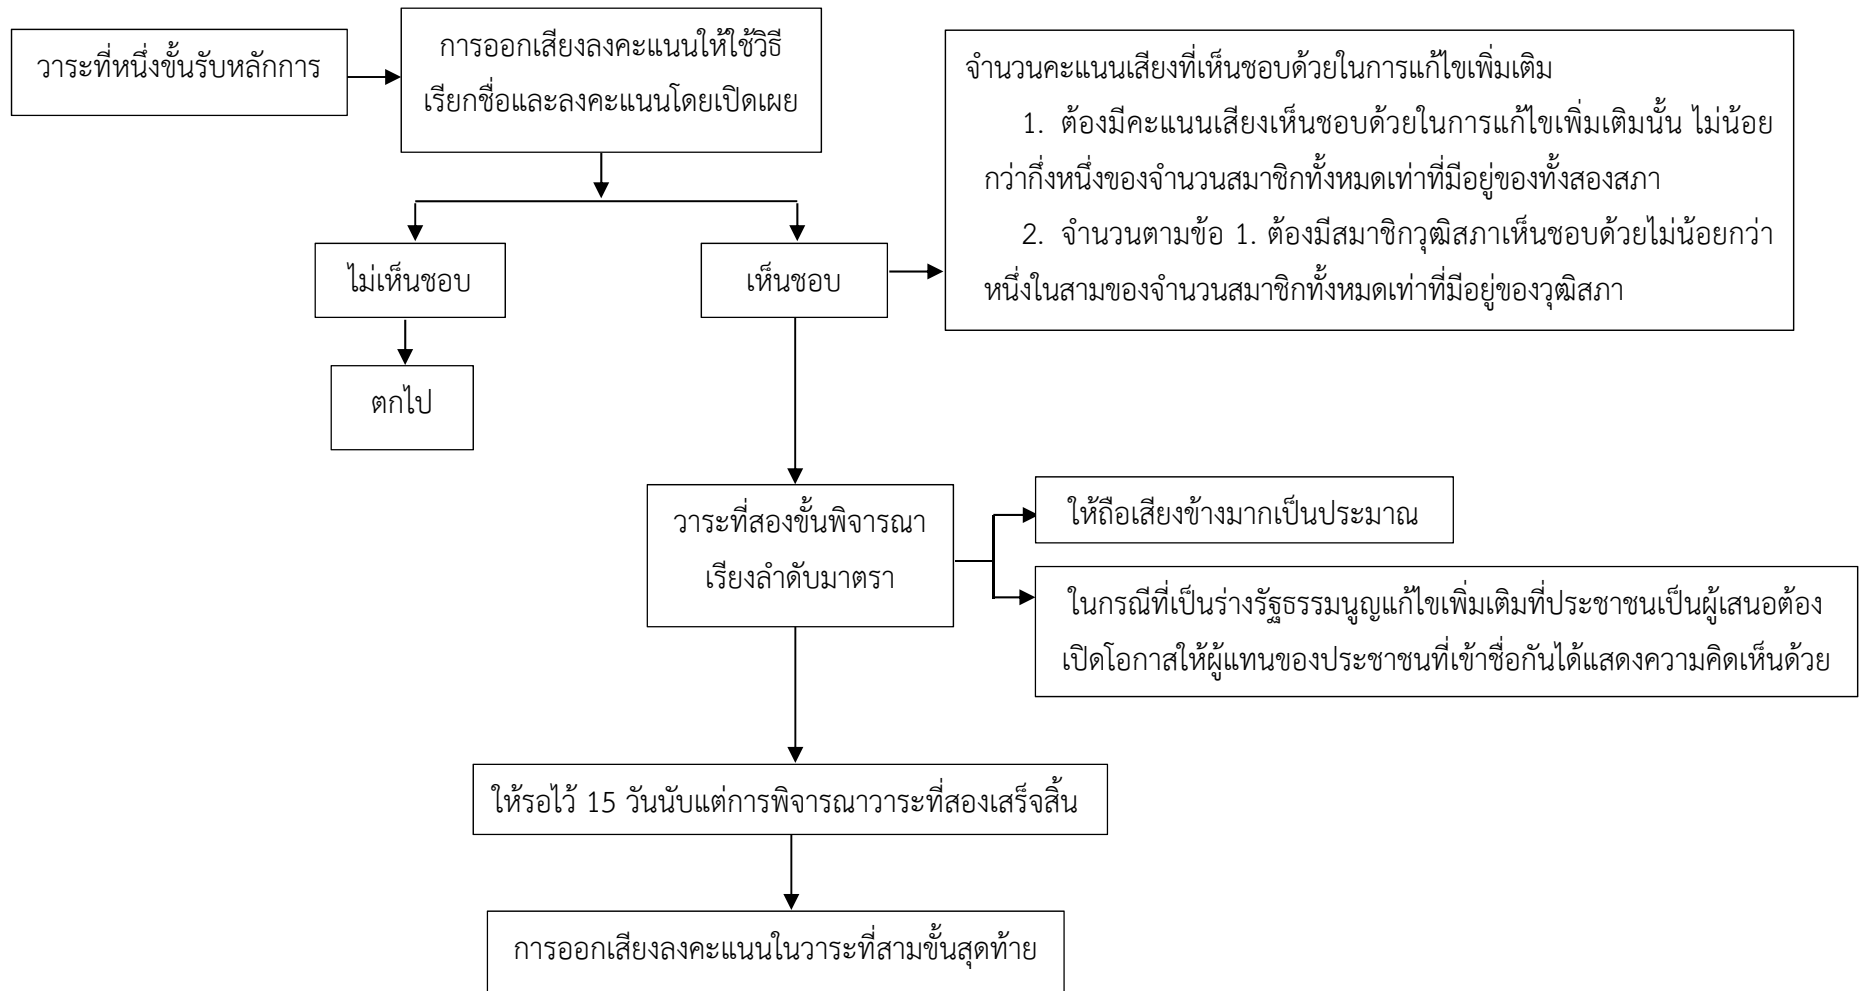 วาระที่หนึ่งขั้นรับหลักการ
การออกเสียงลงคะแนนให้ใช้วิธี
เรียกชื่อและลงคะแนนโดยเปิดเผย
จำนวนคะแนนเสียงที่เห็นชอบด้วยในการแก้ไขเพิ่มเติม
1. ต้องมีคะแนนเสียงเห็นชอบด้วยในการแก้ไขเพิ่มเติมนั้น ไม่น้อย
กว่ากึ่งหนึ่งของจำนวนสมาชิกทั้งหมดเท่าที่มีอยู่ของทั้งสองสภา
2. จำนวนตามข้อ 1. ต้องมีสมาชิกวุฒิสภาเห็นชอบด้วยไม่น้อยกว่า
หนึ่งในสามของจำนวนสมาชิกทั้งหมดเท่าที่มีอยู่ของวุฒิสภา
ไม่เห็นชอบ
เห็นชอบ
ตกไป
วาระที่สองขั้นพิจารณา
เรียงลำดับมาตรา
ให้ถือเสียงข้างมากเป็นประมาณ
ในกรณีที่เป็นร่างรัฐธรรมนูญแก้ไขเพิ่มเติมที่ประชาชนเป็นผู้เสนอต้อง
เปิดโอกาสให้ผู้แทนของประชาชนที่เข้าชื่อกันได้แสดงความคิดเห็นด้วย
ให้รอไว้ 15 วันนับแต่การพิจารณาวาระที่สองเสร็จสิ้น
การออกเสียงลงคะแนนในวาระที่สามขั้นสุดท้าย